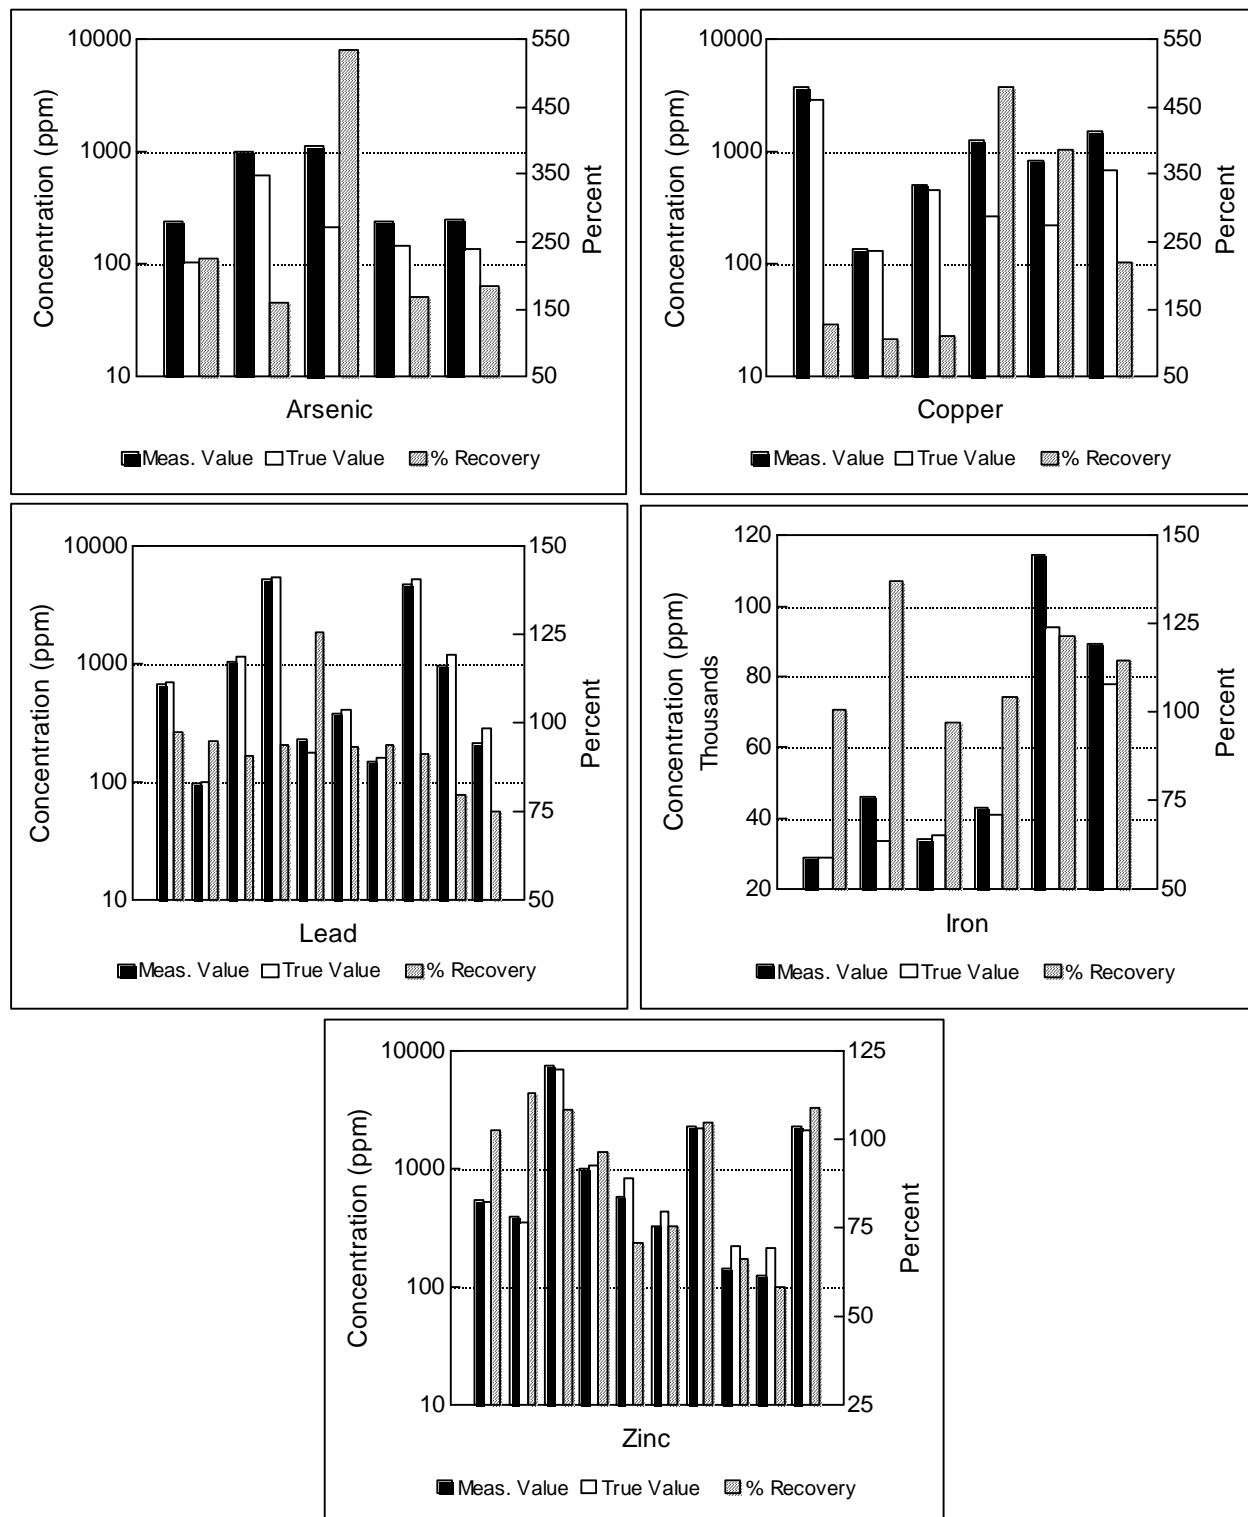 10000
1000
100
10
Concentration (ppm)
550
450
350
250
150
50
Percent
Arsenic
Meas. Value True Value % Recovery
10000
1000
100
10
Concentration (ppm)
550
450
350
250
150
50
Percent
Copper
Meas. Value True Value % Recovery
10000
1000
100
10
Concentration (ppm)
150
125
100
75
50
Percent
Lead
Meas. Value True Value % Recovery
120
100
80
60
40
20
Concentration (ppm)
Thousands
150
125
100
75
50
Percent
Iron
Meas. Value True Value % Recovery
10000
1000
100
10
Concentration (ppm)
125
100
75
50
25
Percent
Zinc
Meas. Value True Value % Recovery